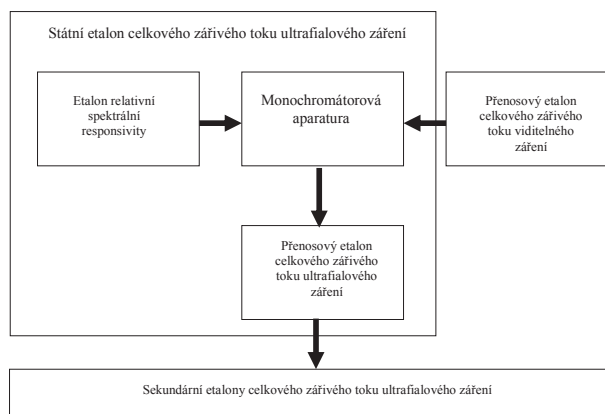 Státní etalon celkového zářivého toku ultrafialového záření
Etalon relativní
spektrální
responsivity
Monochromátorová
aparatura
Přenosový etalon
celkového zářivého
toku viditelného
záření
Přenosový etalon
celkového zářivého
toku ultrafialového
záření
Sekundární etalony celkového zářivého toku ultrafialového záření